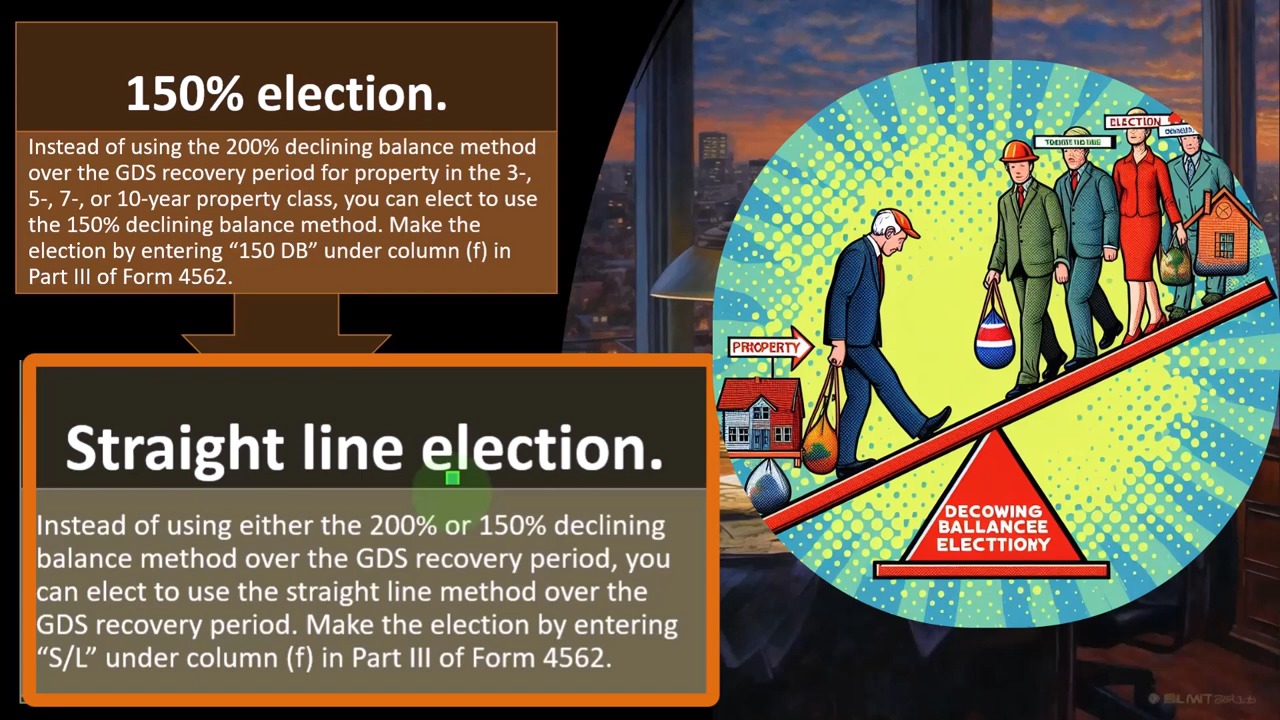 150% election.
Instead of using the 200% declining balance method
over the GDS recovery period for property in the 3-,
5-, 7-, or 10-year property class, you can elect to use
the 150% declining balance method. Make the
election by entering “150 DB” under column (f) in
Part III of Form 4562.
Straight line election.
Instead of using either the 200% or 150% declining
balance method over the GDS recovery period, you
can elect to use the straight line method over the
GDS recovery period. Make the election by entering
“S/L” under column (f) in Part III of Form 4562.
ELECTION
PRHOPERTY
DECOWING
BALLANCEE
ELECTTIONY